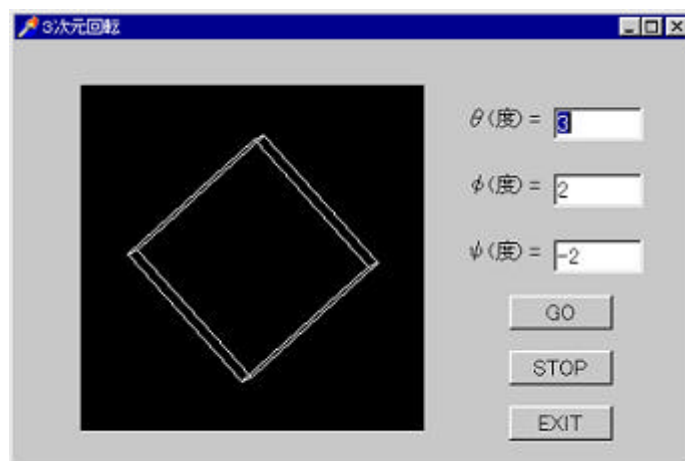 3次元回転
θ(度)= 3
φ(度)= 2
ψ(度)= -2
GO
STOP
EXIT